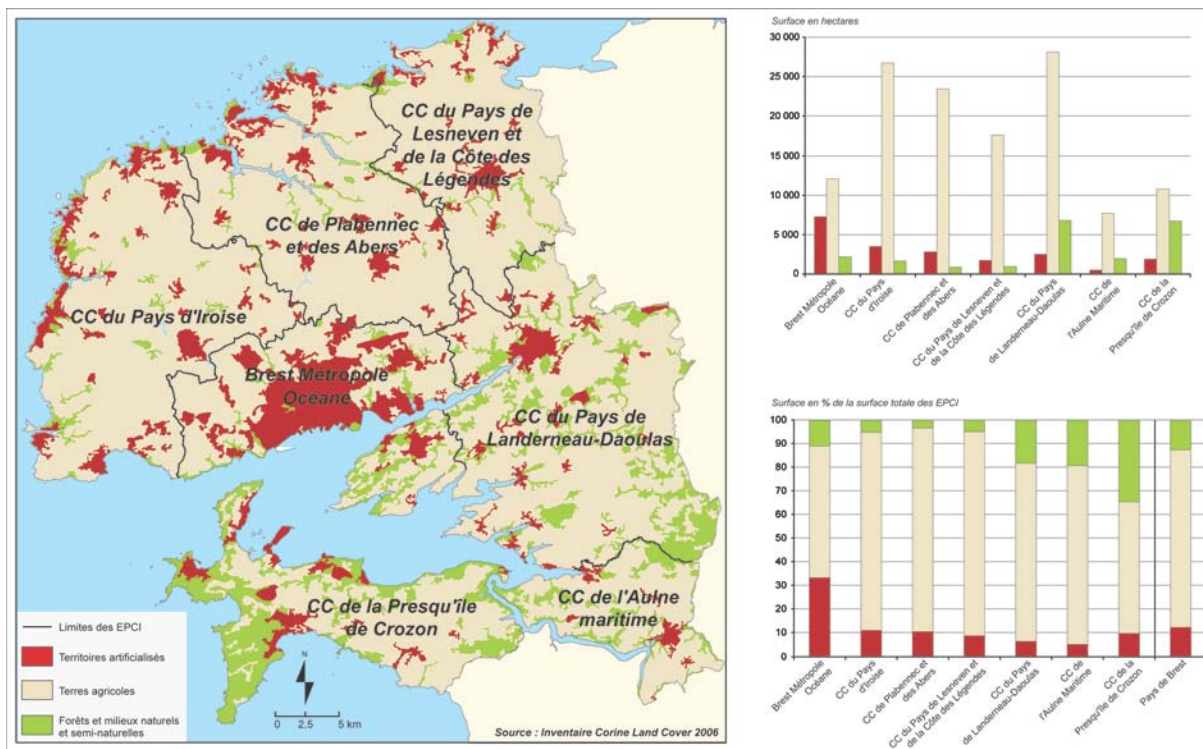 CC du Pays de
Lesneven et
de la Côte des
Légendes
CC de Plabennec
et des Abers
CC du Pays d'Iroise
Brest Métropole
Océane
CC du Pays de
Landerneau-Daoulas
CC de la Presqu'île
de Crozon
CC de l'Aulne
maritime
Limites des EPCI
Territoires artificialisés
Terres agricoles
Forêts et milieux naturels
et semi-naturelles
N
0 2,5 5 km
Source : Inventaire Corine Land Cover 2006
Surface en hectares
30 000
25 000
20 000
15 000
10 000
5 000
0
Brest Métropole
Océane
CC du Pays
d'Iroise
CC de Plabennec et
des Abers
CC du Pays de Lesneven et
de la Côte des Légendes
CC du Pays
de Landerneau-Daoulas
CC de
l'Aulne Maritime
CC de la
Presqu'île de Crozon
Surface en % de la surface totale des EPCI
100
90
80
70
60
50
40
30
20
10
0
Brest Métropole
Océane
CC du Pays
d'Iroise
CC de Plabennec et
des Abers
CC du Pays de Lesneven et
de la Côte des Légendes
CC du Pays
de Landerneau-Daoulas
CC de
l'Aulne Maritime
CC de la
Presqu'île de Crozon
Pays de Brest